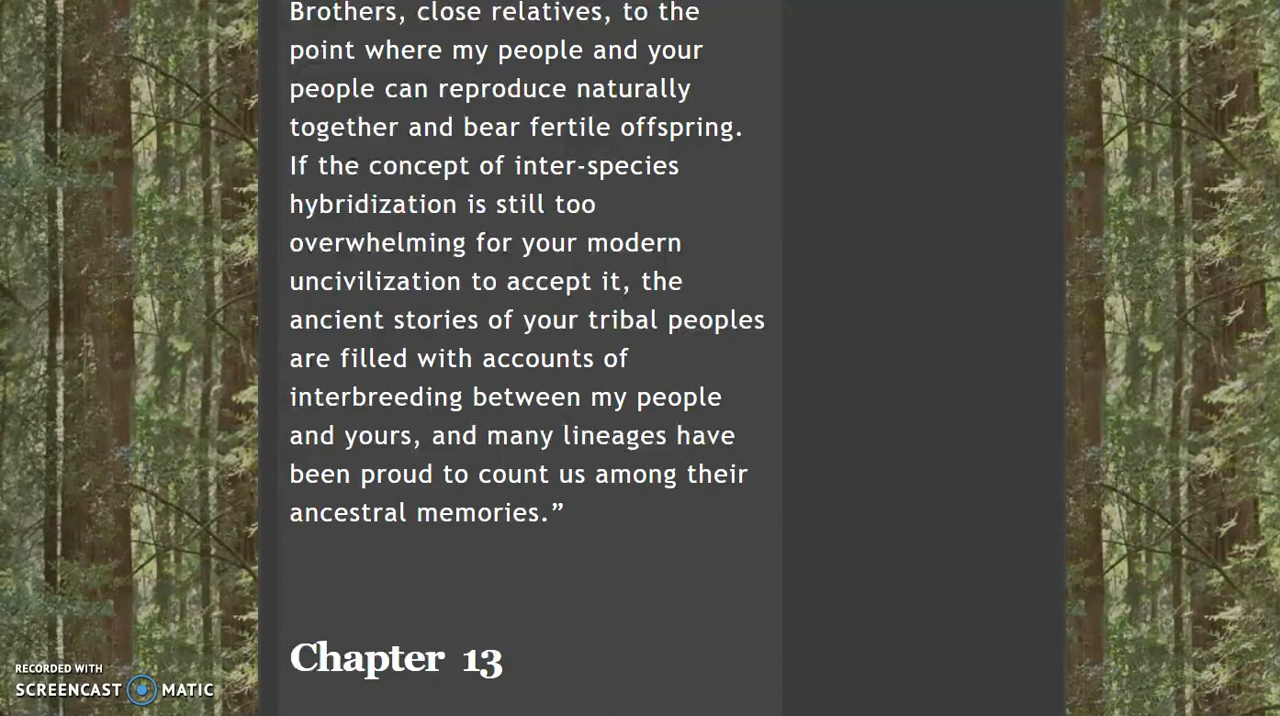 Brothers, close relatives, to the
point where my people and your
people can reproduce naturally
together and bear fertile offspring.
If the concept of inter-species
hybridization is still too
overwhelming for your modern
uncivilization to accept it, the
ancient stories of your tribal peoples
are filled with accounts of
interbreeding between my people
and yours, and many lineages have
been proud to count us among their
ancestral memories.”
Chapter 13
RECORDED WITH
SCREENCAST MATIC